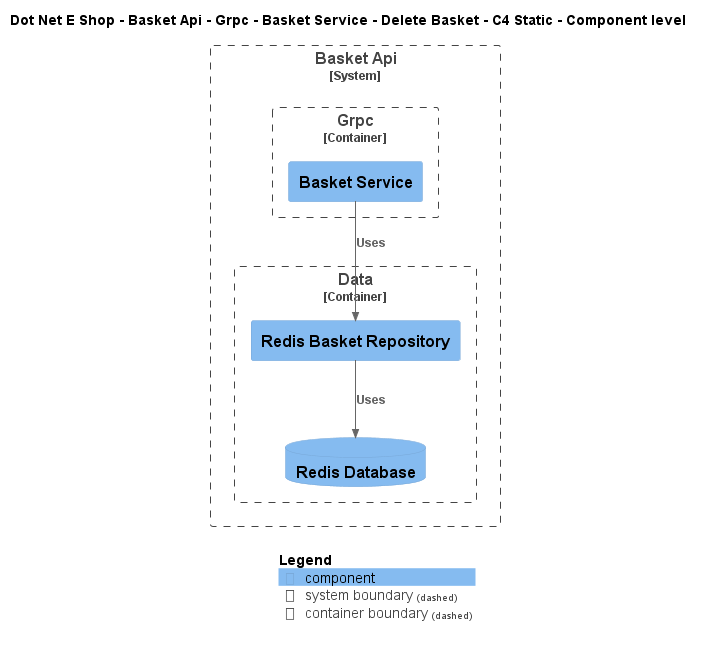 Dot Net E Shop - Basket Api - Grpc - Basket Service - Delete Basket - C4 Static - Component level
Basket Api
[System]
Grpc
[Container]
Basket Service
Uses
Data
[Container]
Redis Basket Repository
Uses
Redis Database
Legend
component
system boundary (dashed)
container boundary (dashed)